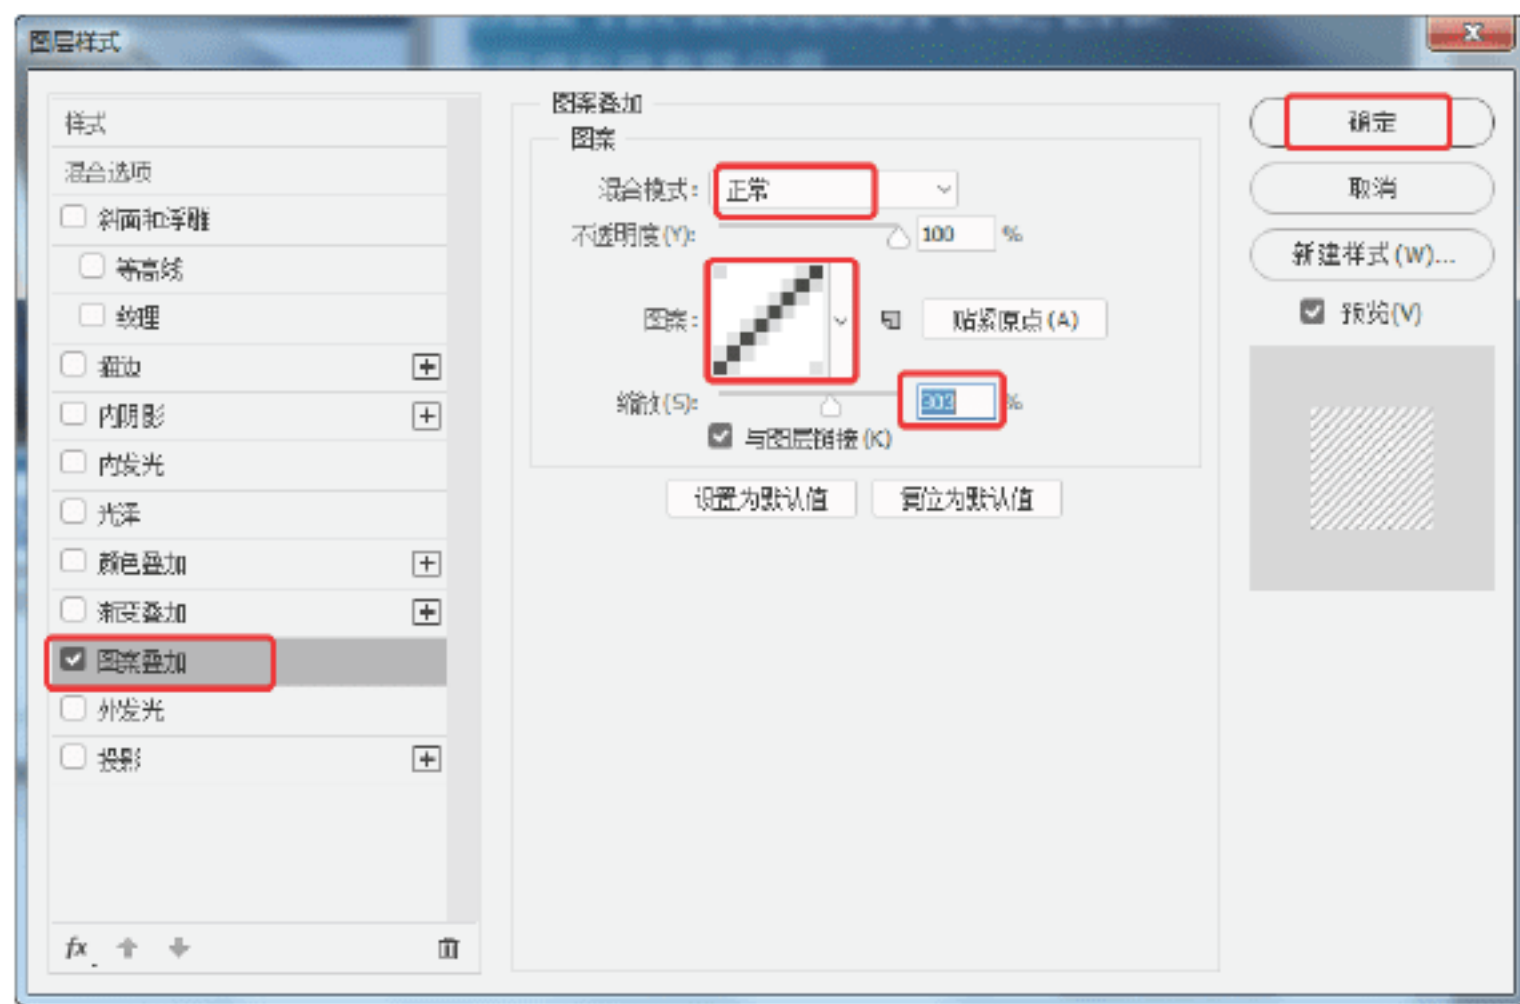 图层样式
样式
混合选项
斜面和浮雕
等高线
纹理
描边
内阴影
内发光
光泽
颜色叠加
渐变叠加
图案叠加
外发光
投影
fx
图案叠加
图案
混合模式: 正常
不透明度(Y): 100 %
图案: 贴紧原点(A)
缩放(S): 303 %
与图层链接(K)
设置为默认值 复位为默认值
确定
取消
新建样式(W)...
预览(V)